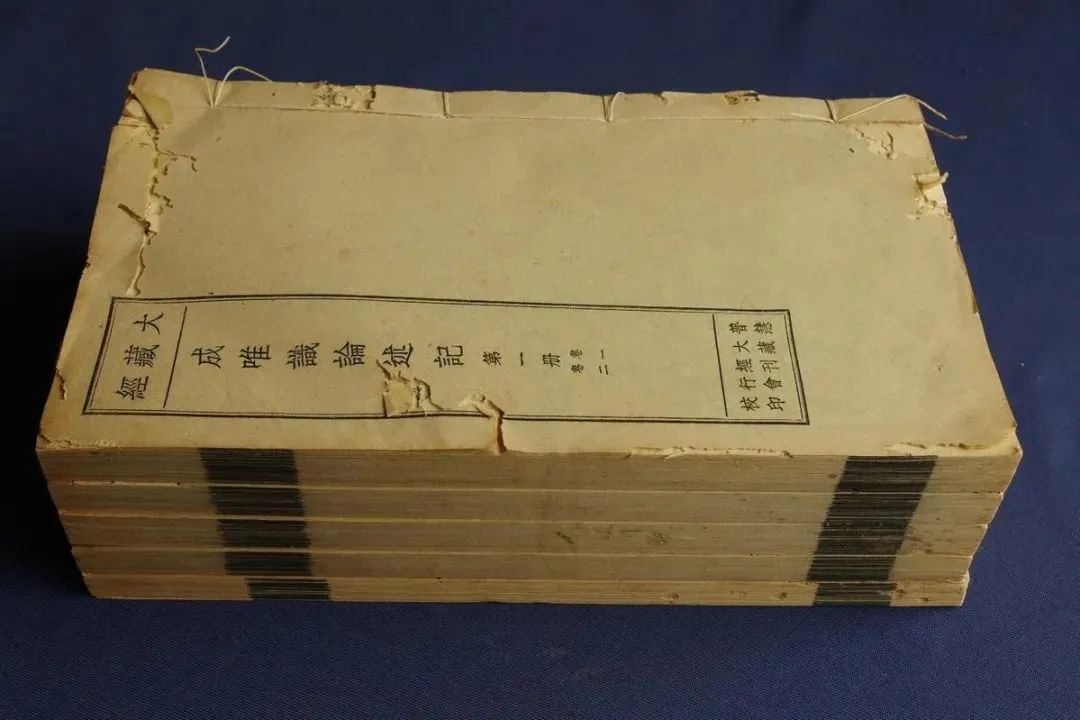 大藏經
成唯識論述記 第一冊 卷一 卷二
普慧
大藏
經刊
行會
校印